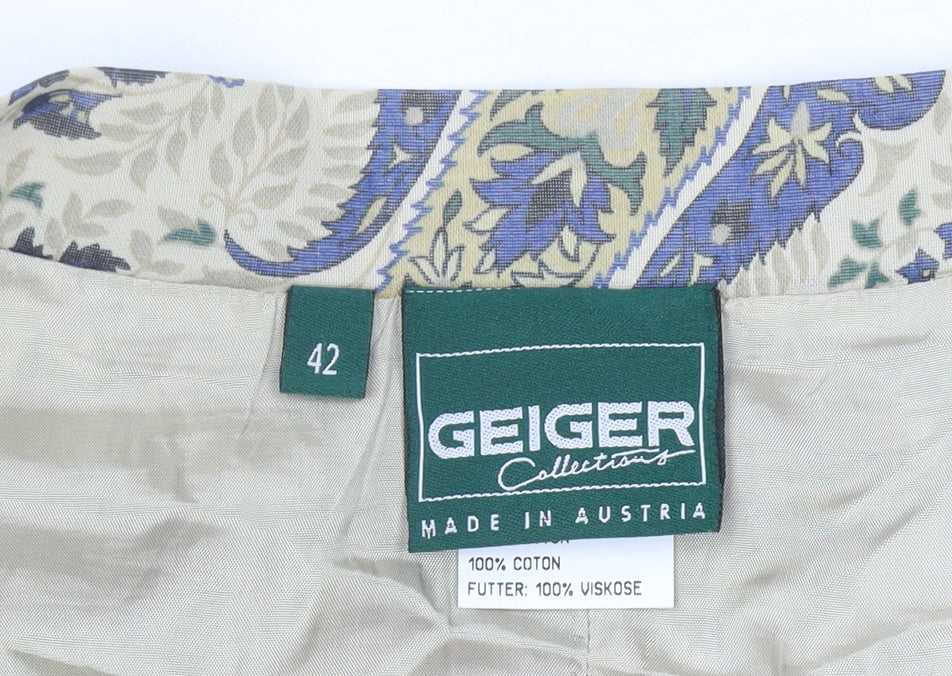 42
GEIGER
Collections
MADE IN AUSTRIA
100% COTON
FUTTER: 100% VISKOSE